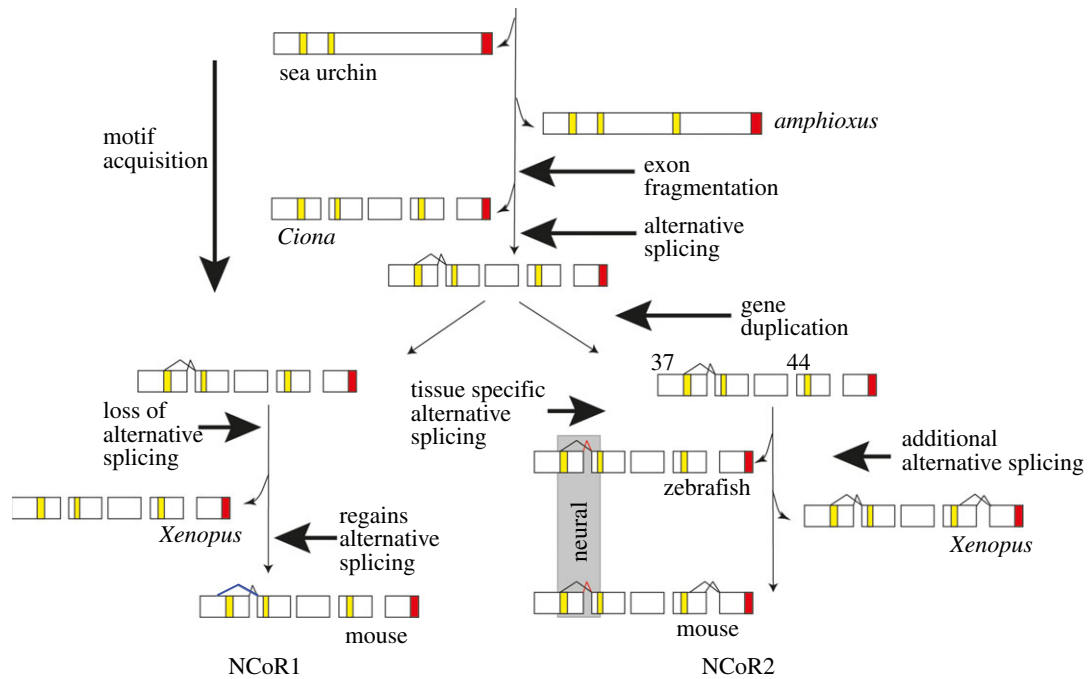 sea urchin
amphioxus
motif
acquisition
exon
fragmentation
Ciona
alternative
splicing
gene
duplication
37
44
tissue specific
alternative
splicing
loss of
alternative
splicing
additional
alternative splicing
zebrafish
Xenopus
Xenopus
regains
alternative
splicing
neural
mouse
mouse
NCoR1
NCoR2